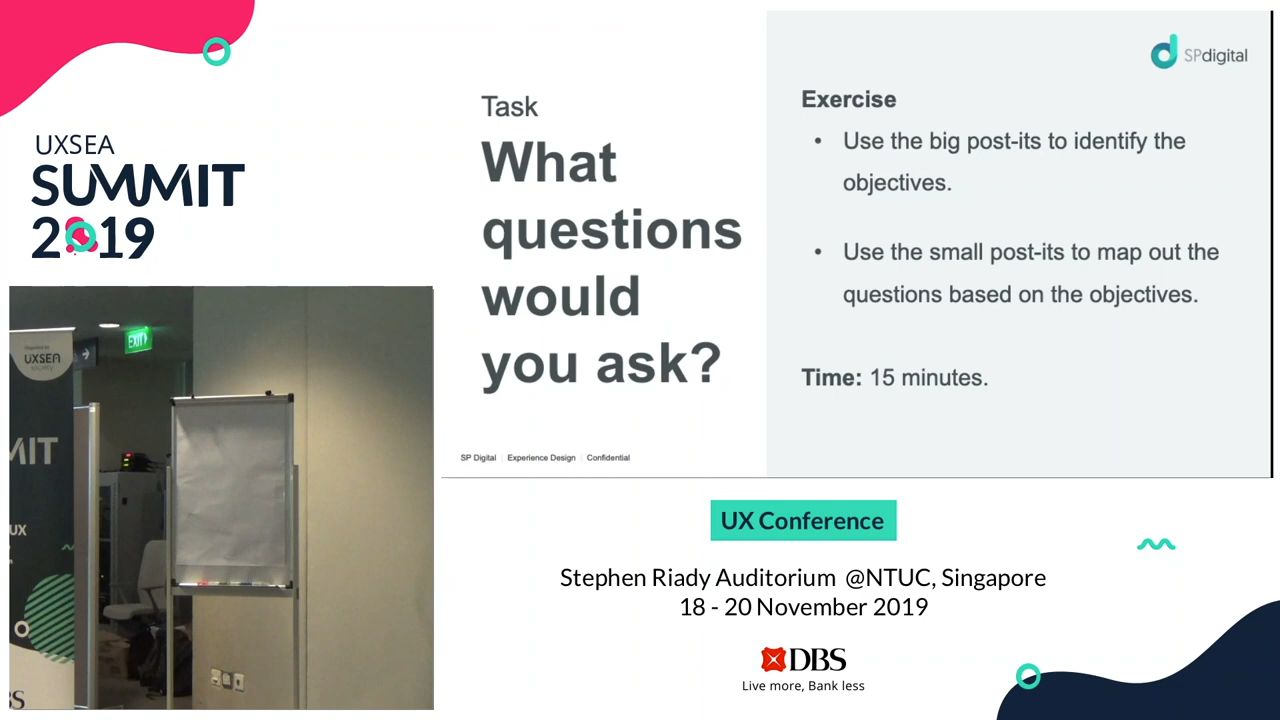 UXSEA
SUMMIT
2019
SPdigital
Task
What
questions
would
you ask?
Exercise
• Use the big post-its to identify the
objectives.
• Use the small post-its to map out the
questions based on the objectives.
Time: 15 minutes.
SP Digital | Experience Design | Confidential
EXIT
UXSEA
MIT
UX
BS
UX Conference
Stephen Riady Auditorium @NTUC, Singapore
18 - 20 November 2019
DBS
Live more, Bank less